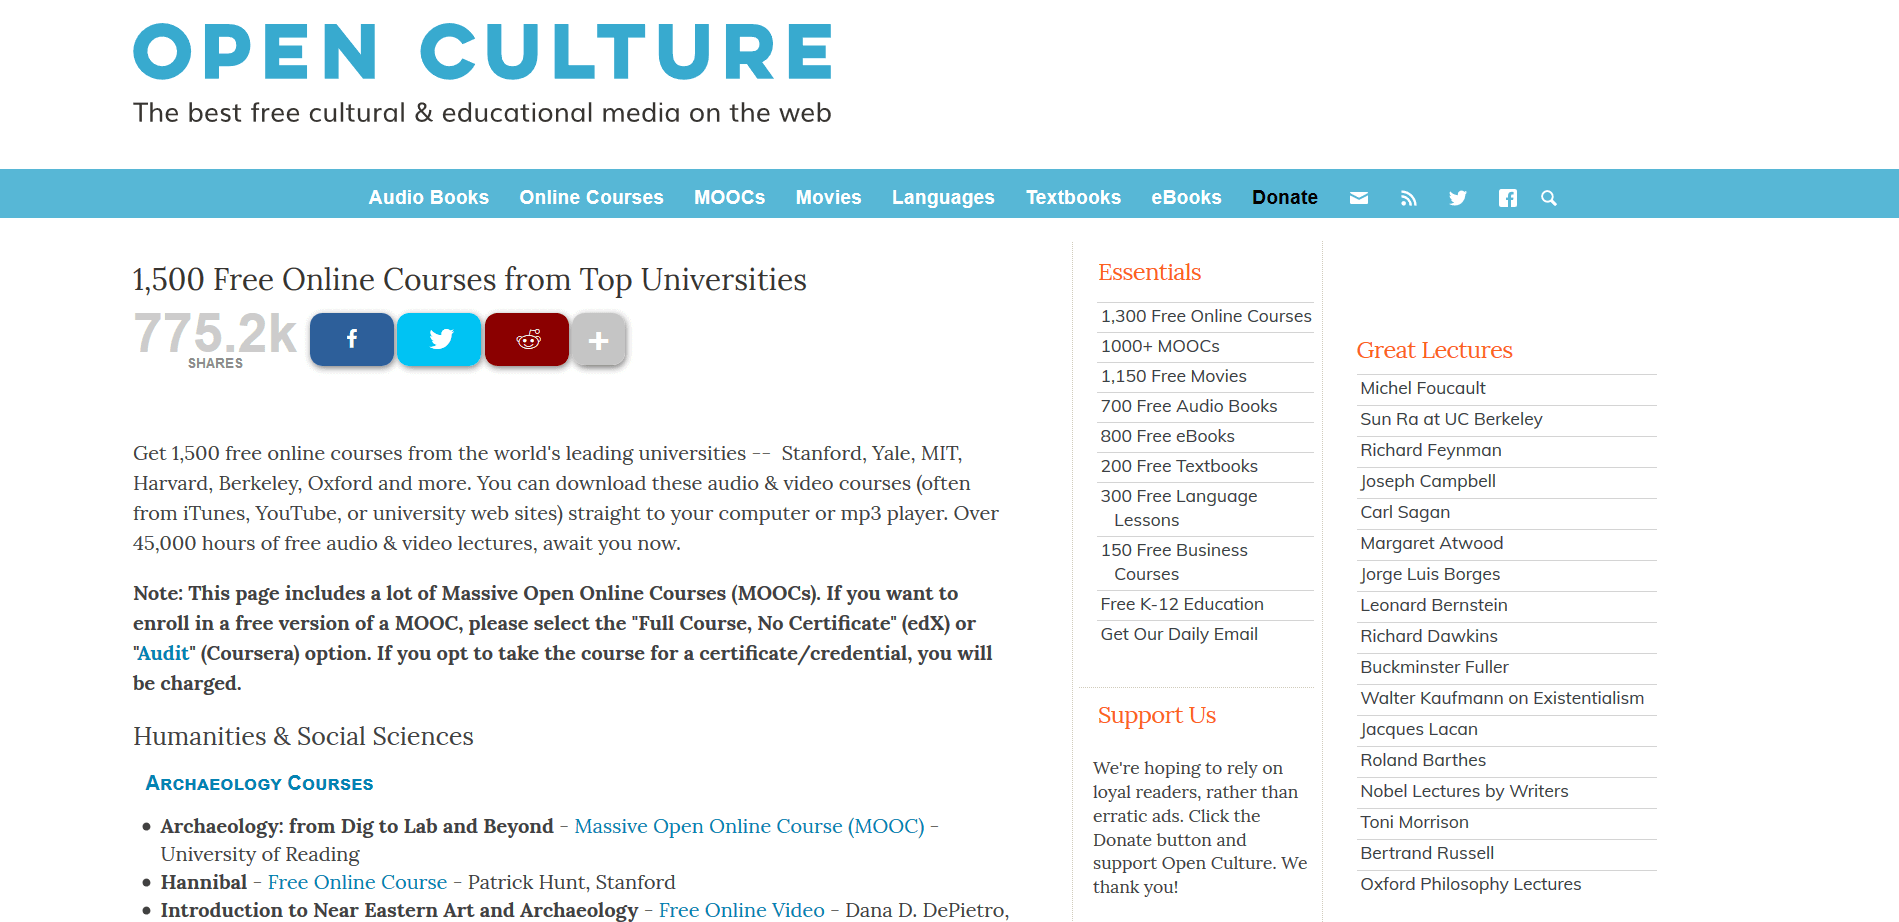 OPEN CULTURE
The best free cultural & educational media on the web
Audio Books Online Courses MOOCs Movies Languages Textbooks eBooks Donate
1,500 Free Online Courses from Top Universities
775.2k
SHARES
Get 1,500 free online courses from the world's leading universities --  Stanford, Yale, MIT,
Harvard, Berkeley, Oxford and more. You can download these audio & video courses (often
from iTunes, YouTube, or university web sites) straight to your computer or mp3 player. Over
45,000 hours of free audio & video lectures, await you now.
Note: This page includes a lot of Massive Open Online Courses (MOOCs). If you want to
enroll in a free version of a MOOC, please select the "Full Course, No Certificate" (edX) or
"Audit" (Coursera) option. If you opt to take the course for a certificate/credential, you will
be charged.
Humanities & Social Sciences
Archaeology Courses
Archaeology: from Dig to Lab and Beyond - Massive Open Online Course (MOOC) -
University of Reading
Hannibal - Free Online Course - Patrick Hunt, Stanford
Introduction to Near Eastern Art and Archaeology - Free Online Video - Dana D. DePietro,
Essentials
1,300 Free Online Courses
1000+ MOOCs
1,150 Free Movies
700 Free Audio Books
800 Free eBooks
200 Free Textbooks
300 Free Language
Lessons
150 Free Business
Courses
Free K-12 Education
Get Our Daily Email
Support Us
We're hoping to rely on
loyal readers, rather than
erratic ads. Click the
Donate button and
support Open Culture. We
thank you!
Great Lectures
Michel Foucault
Sun Ra at UC Berkeley
Richard Feynman
Joseph Campbell
Carl Sagan
Margaret Atwood
Jorge Luis Borges
Leonard Bernstein
Richard Dawkins
Buckminster Fuller
Walter Kaufmann on Existentialism
Jacques Lacan
Roland Barthes
Nobel Lectures by Writers
Toni Morrison
Bertrand Russell
Oxford Philosophy Lectures